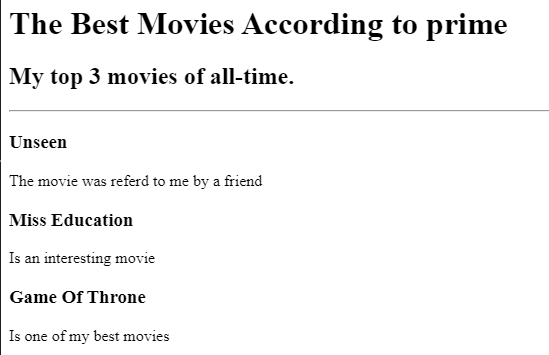 The Best Movies According to prime
My top 3 movies of all-time.
Unseen
The movie was referd to me by a friend
Miss Education
Is an interesting movie
Game Of Throne
Is one of my best movies